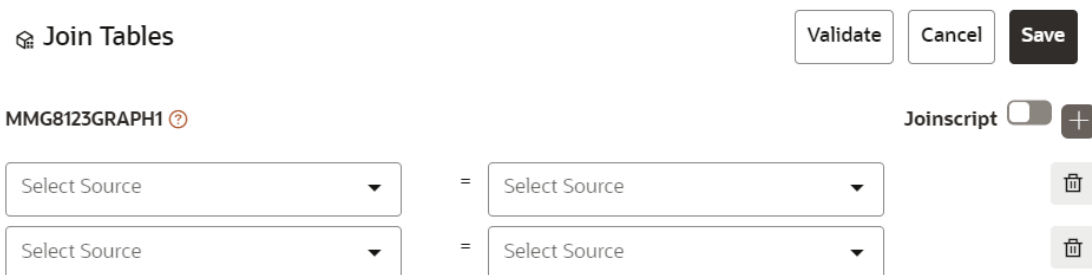 Join Tables
Validate Cancel Save
MMG8123GRAPH1 ?
Joinscript +
Select Source = Select Source
Select Source = Select Source